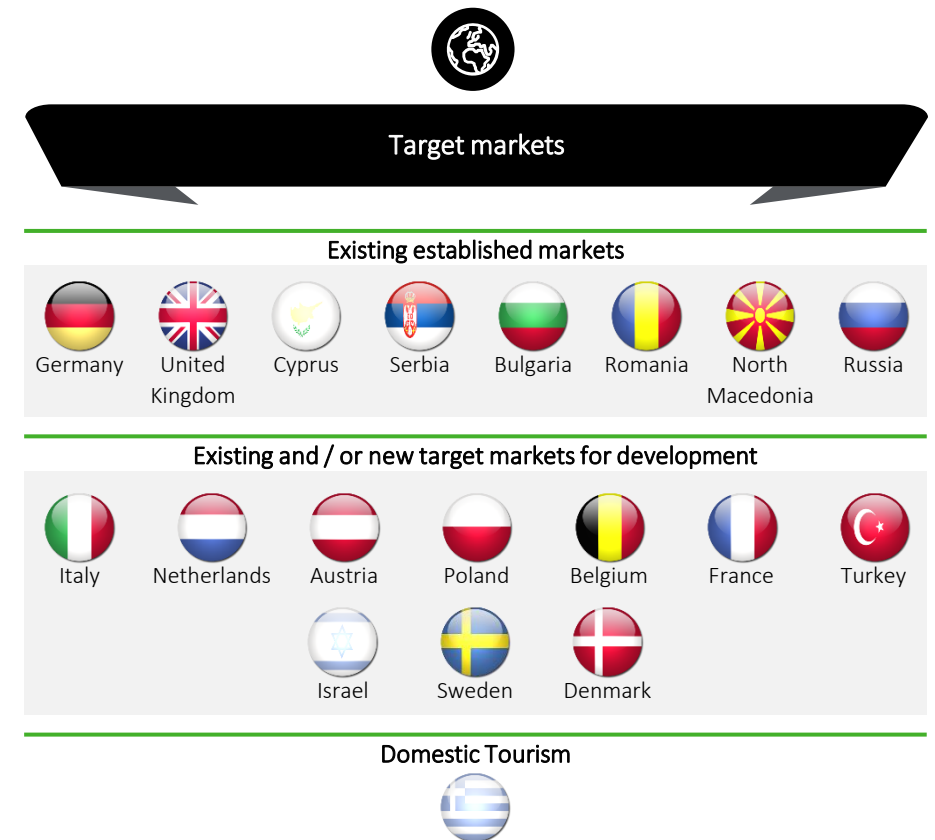 Target markets
Existing established markets
Germany United Cyprus Serbia Bulgaria Romania North Russia
Kingdom Macedonia
Existing and / or new target markets for development
Italy Netherlands Austria Poland Belgium France Turkey
Israel Sweden Denmark
Domestic Tourism